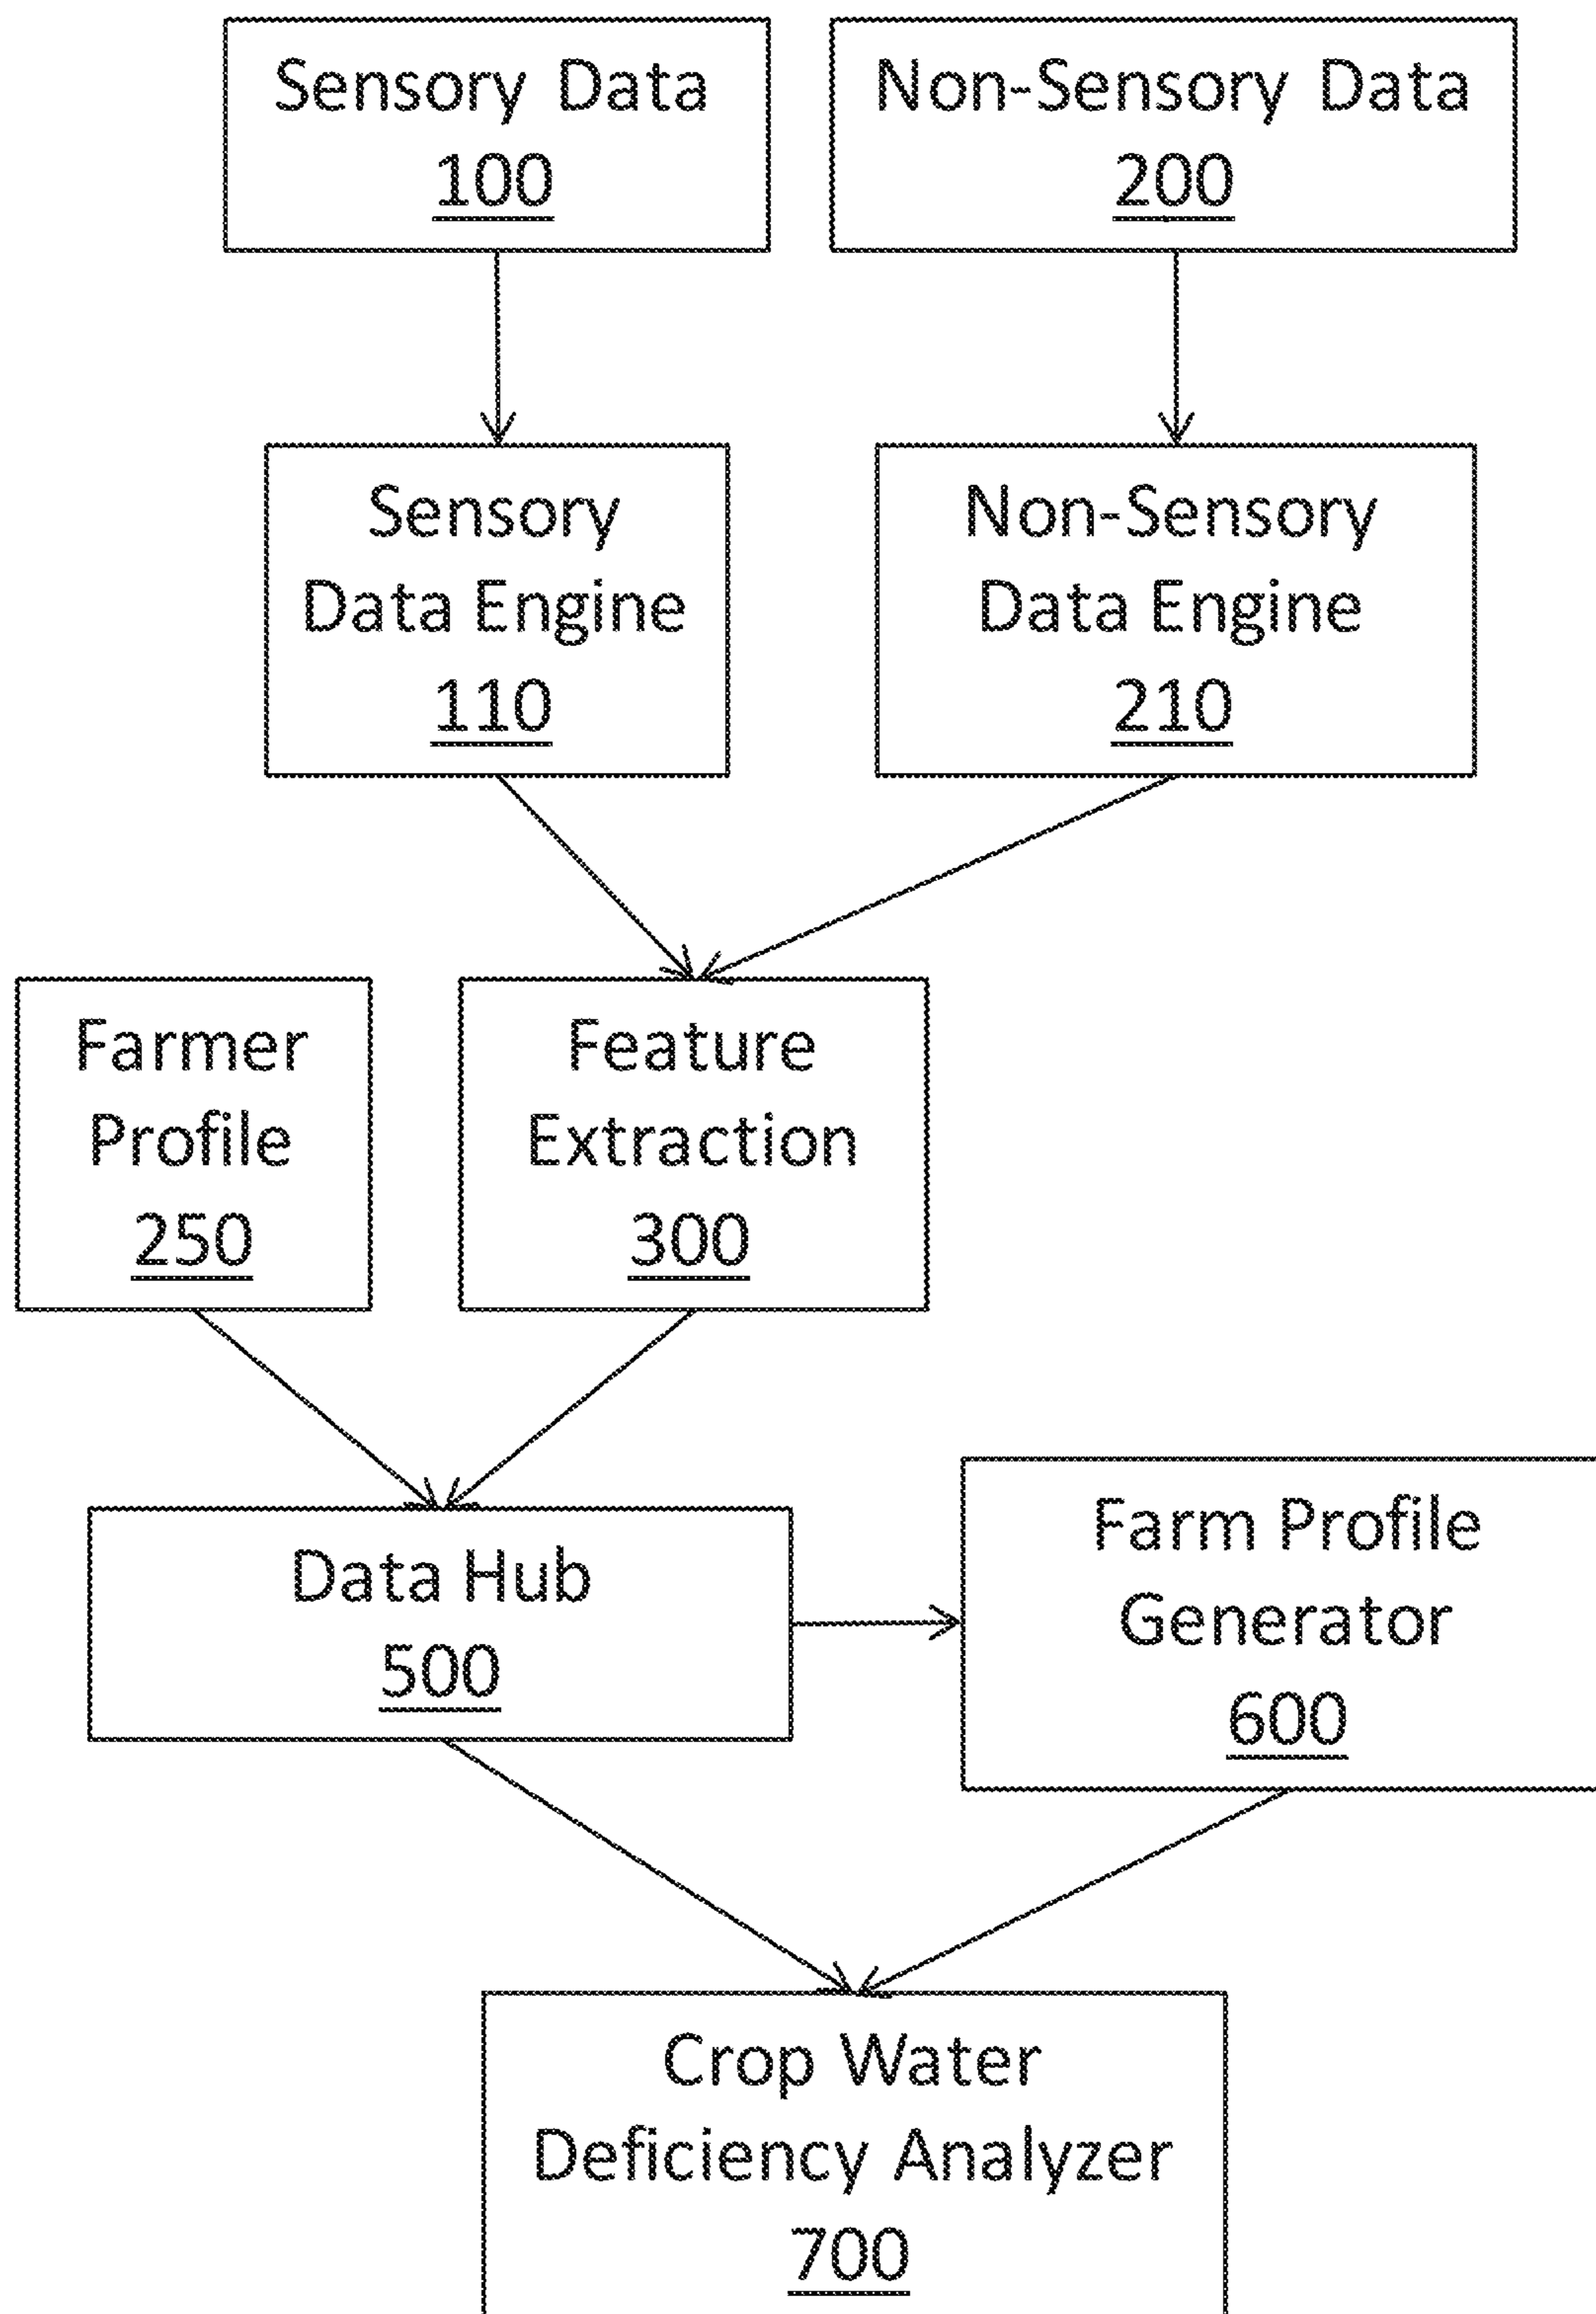 Sensory Data
100
Non-Sensory Data
200
Sensory
Data Engine
110
Non-Sensory
Data Engine
210
Farmer
Profile
250
Feature
Extraction
300
Data Hub
500
Farm Profile
Generator
600
Crop Water
Deficiency Analyzer
700